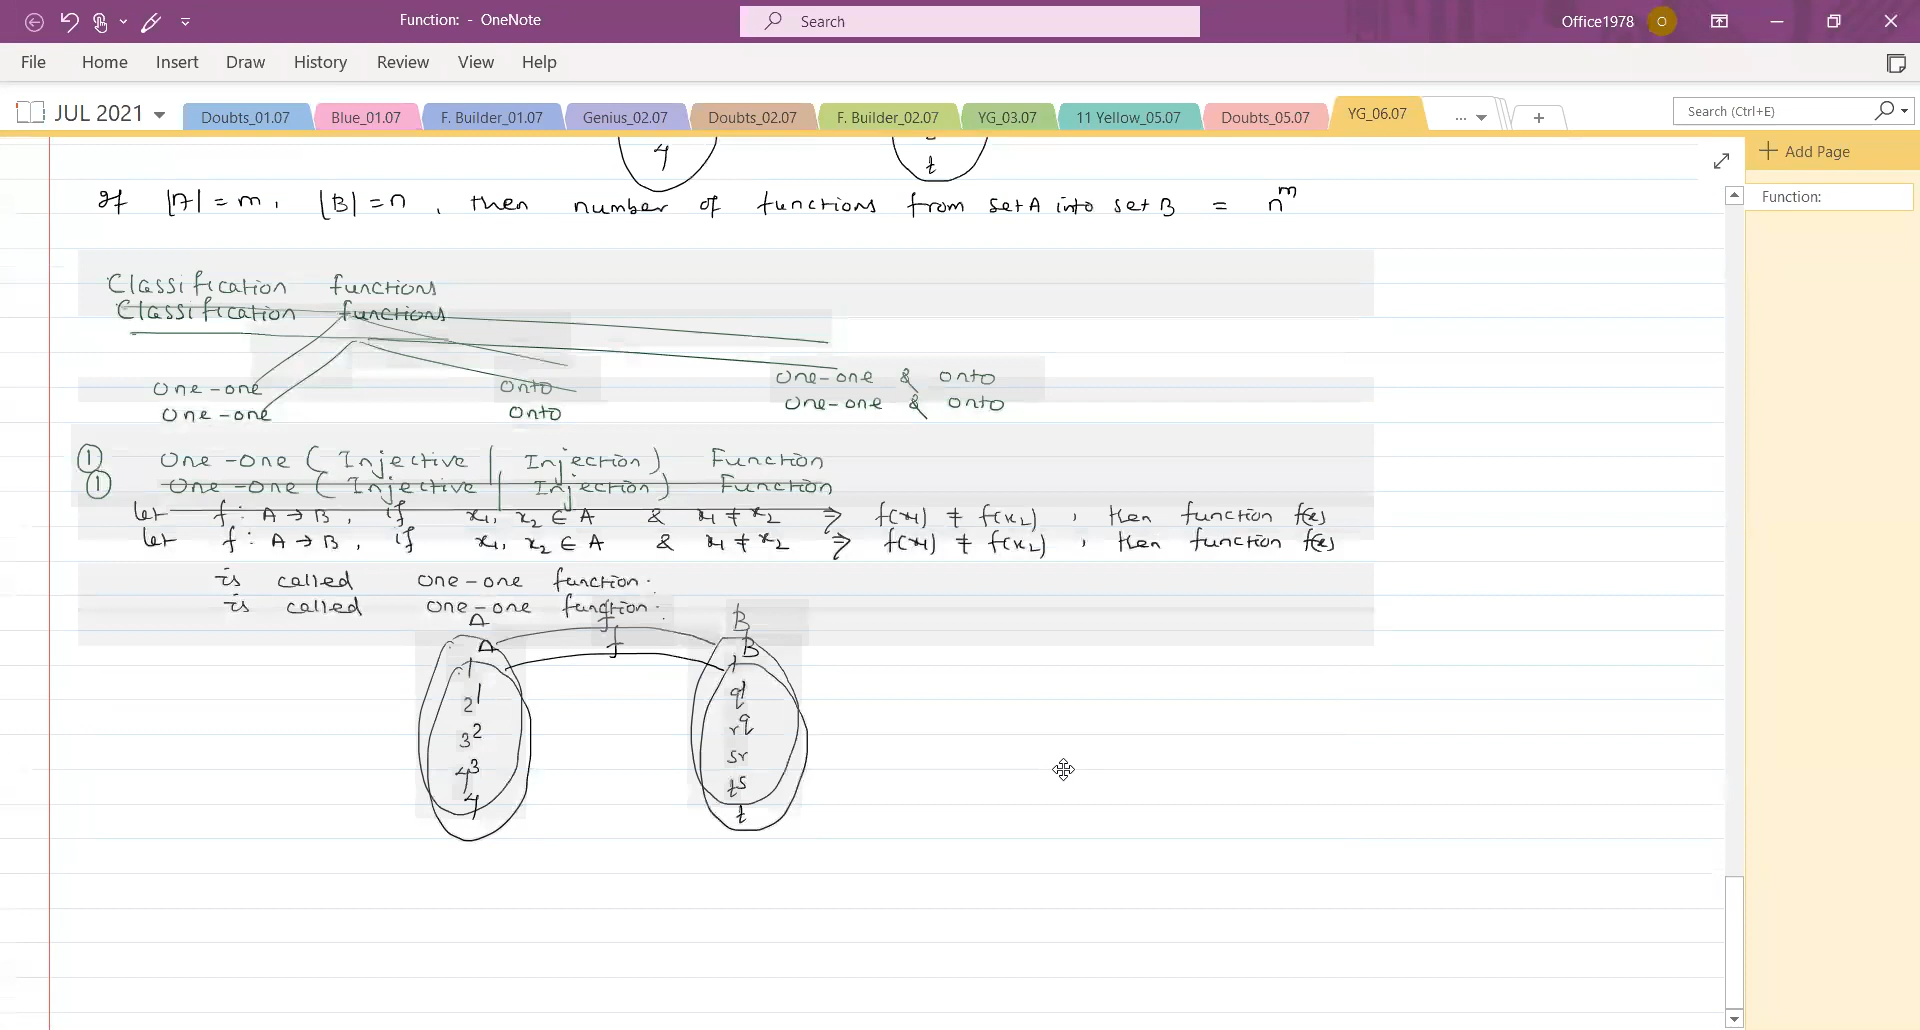 Function: - OneNote
Search
Office1978
O
File Home Insert Draw History Review View Help
JUL 2021
Doubts_01.07 Blue_01.07 F. Builder_01.07 Genius_02.07 Doubts_02.07 F. Builder_02.07 YG_03.07 11 Yellow_05.07 Doubts_05.07 YG_06.07 ... +
Search (Ctrl+E)
Add Page
Function:
4 t
If |A| = m, |B| = n, then number of functions from set A into set B = n^m
Classification functions
Classification functions
One-one Onto One-one & onto
One-one Onto One-one & onto
① One-one (Injective | Injection) Function
① One-one (Injective | Injection) Function
let f: A → B, if x₁, x₂ ∈ A & x₁ ≠ x₂ ⇒ f(x₁) ≠ f(x₂), then function f(x)
let f: A → B, if x₁, x₂ ∈ A & x₁ ≠ x₂ ⇒ f(x₁) ≠ f(x₂), then function f(x)
is called one-one function.
is called one-one function.
A f B
A f B
1
2 1 q
3 2 r q
4 3 s r
4 t s
t